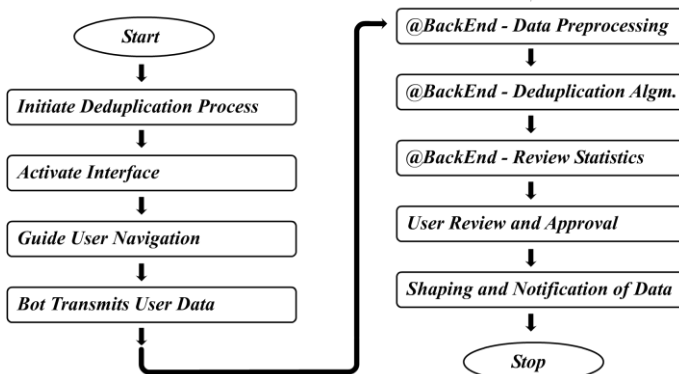 Start
Initiate Deduplication Process
Activate Interface
Guide User Navigation
Bot Transmits User Data
@BackEnd - Data Preprocessing
@BackEnd - Deduplication Algm.
@BackEnd - Review Statistics
User Review and Approval
Shaping and Notification of Data
Stop